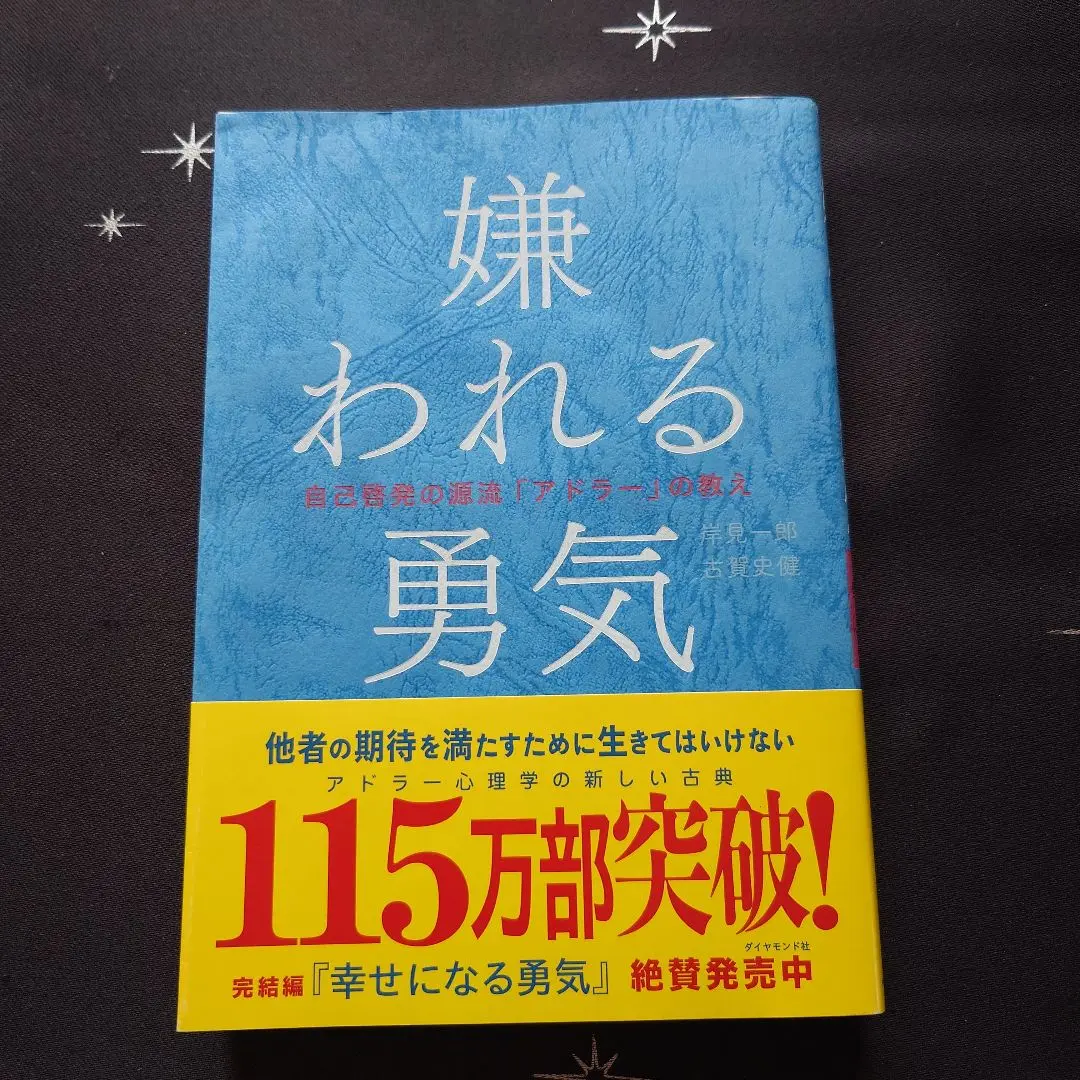 嫌
われる
自己啓発の源流「アドラー」の教え
勇気
岸見一郎
古賀史健
他者の期待を満たすために生きてはいけない
アドラー心理学の新しい古典
115万部突破!
ダイヤモンド社
完結編『幸せになる勇気』絶賛発売中